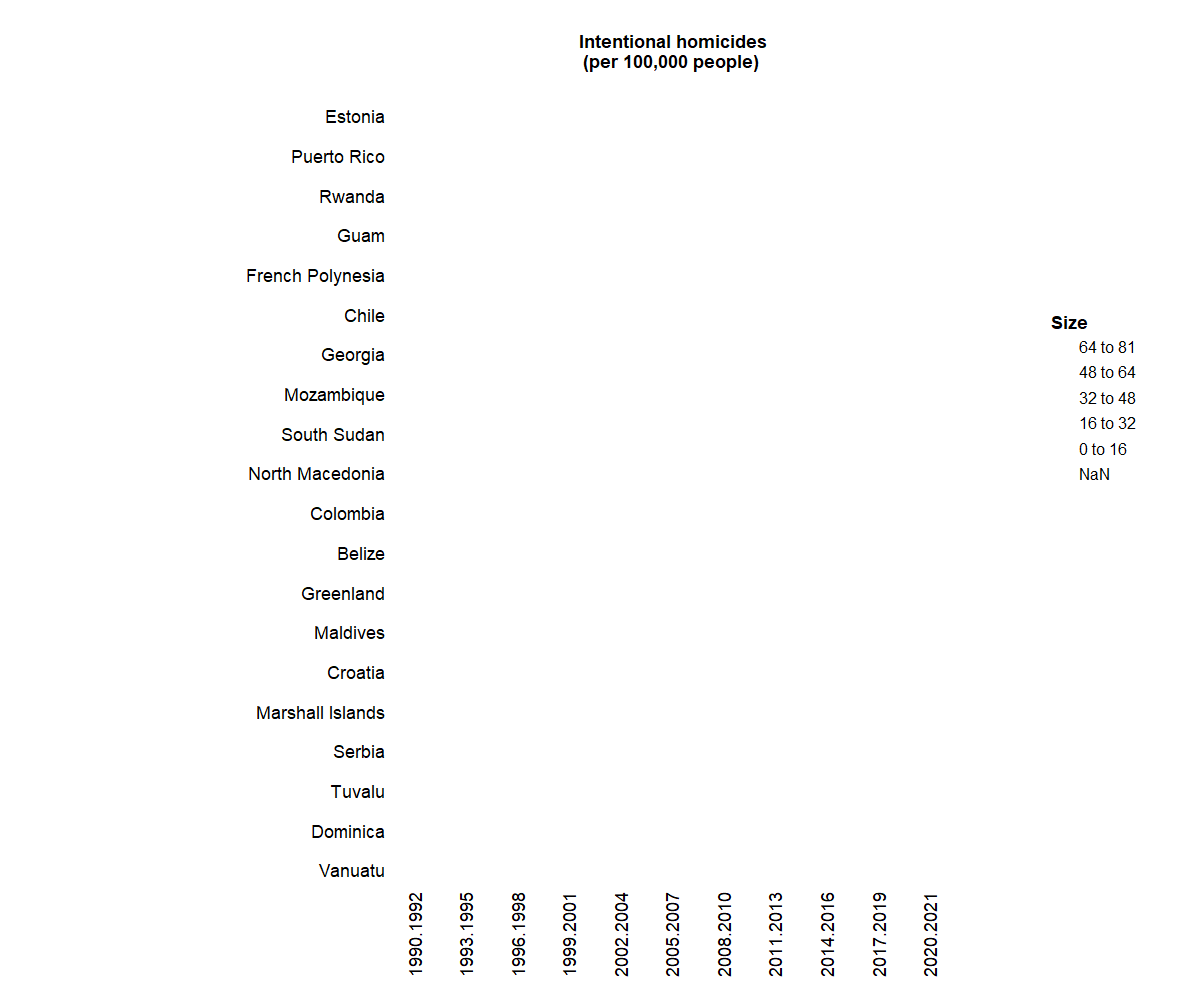 Intentional homicides
(per 100,000 people)
Estonia
Puerto Rico
Rwanda
Guam
French Polynesia
Chile
Georgia
Mozambique
South Sudan
North Macedonia
Colombia
Belize
Greenland
Maldives
Croatia
Marshall Islands
Serbia
Tuvalu
Dominica
Vanuatu
1990.1992
1993.1995
1996.1998
1999.2001
2002.2004
2005.2007
2008.2010
2011.2013
2014.2016
2017.2019
2020.2021
Size
64 to 81
48 to 64
32 to 48
16 to 32
0 to 16
NaN